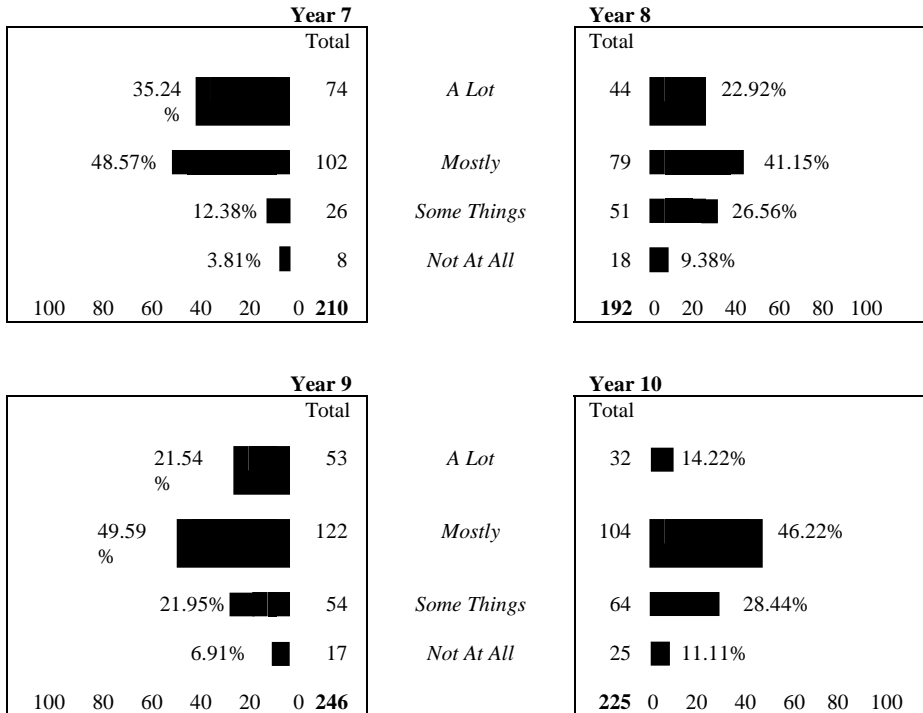 Year 7 Year 8
Total Total
35.24 % 74 A Lot 44 22.92%
48.57% 102 Mostly 79 41.15%
12.38% 26 Some Things 51 26.56%
3.81% 8 Not At All 18 9.38%
100 80 60 40 20 0 210 192 0 20 40 60 80 100
Year 9 Year 10
Total Total
21.54 % 53 A Lot 32 14.22%
49.59 % 122 Mostly 104 46.22%
21.95% 54 Some Things 64 28.44%
6.91% 17 Not At All 25 11.11%
100 80 60 40 20 0 246 225 0 20 40 60 80 100